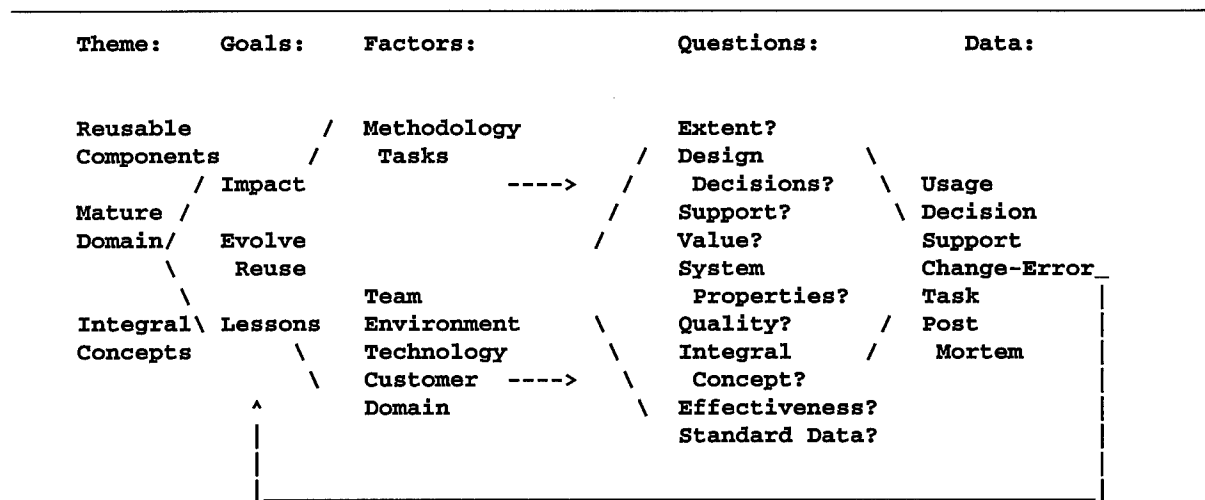 Theme: Goals: Factors: Questions: Data:
Reusable / Methodology Extent?
Components / Tasks / Design \
/ Impact ----> / Decisions? \ Usage
Mature / / Support? \ Decision
Domain/ Evolve / Value? Support
\ Reuse System Change-Error_
\ Team Properties? Task |
Integral\ Lessons Environment \ Quality? / Post |
Concepts \ Technology \ Integral / Mortem |
\ Customer ----> \ Concept? |
^ Domain \ Effectiveness? |
| Standard Data? |